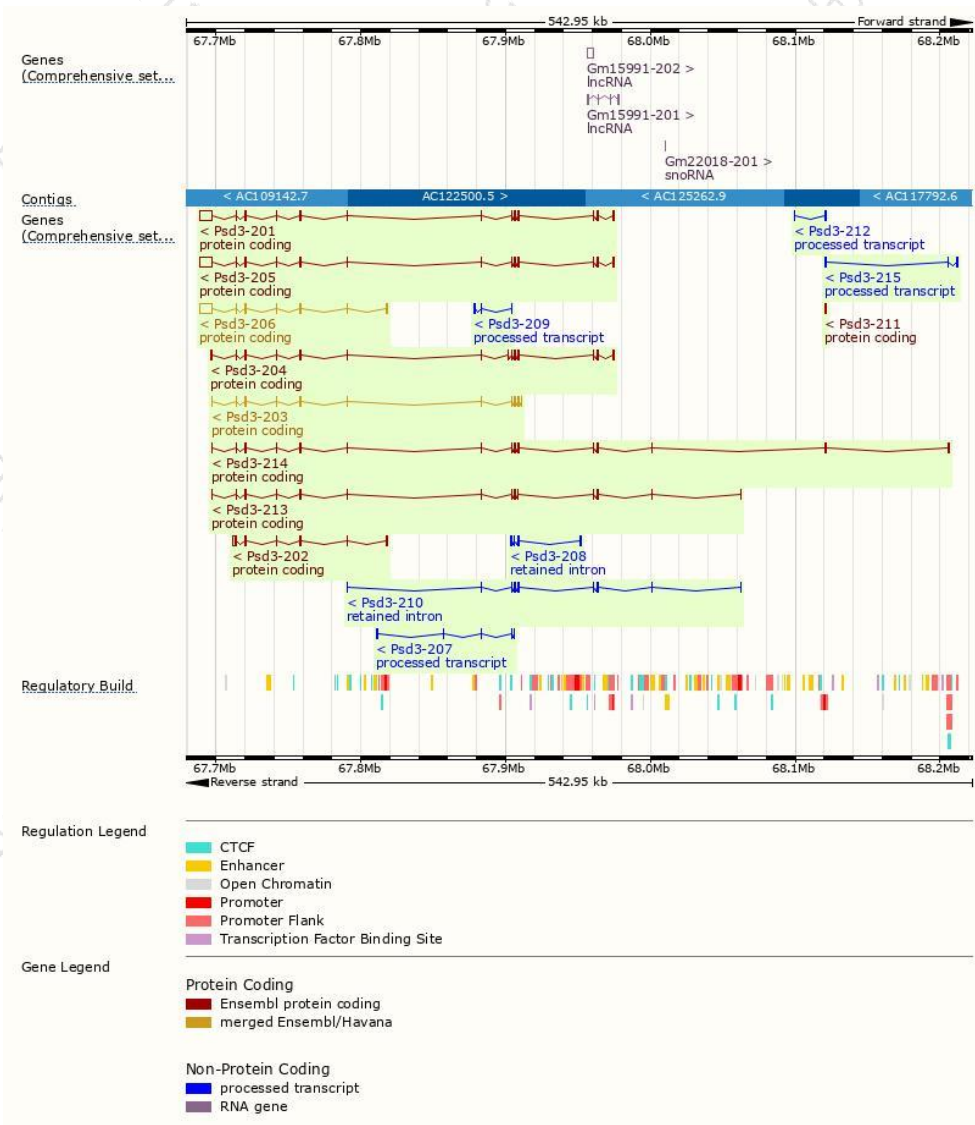 542.95 kb Forward strand
67.7Mb 67.8Mb 67.9Mb 68.0Mb 68.1Mb 68.2Mb
Genes
(Comprehensive set...
Gm15991-202 >
lncRNA
Gm15991-201 >
lncRNA
Gm22018-201 >
snoRNA
Contigs
< AC109142.7 AC122500.5 > < AC125262.9 < AC117792.6
Genes
(Comprehensive set...
< Psd3-201 < Psd3-212
protein coding processed transcript
< Psd3-205 < Psd3-215
protein coding processed transcript
< Psd3-206 < Psd3-209 < Psd3-211
protein coding processed transcript protein coding
< Psd3-204
protein coding
< Psd3-203
protein coding
< Psd3-214
protein coding
< Psd3-213
protein coding
< Psd3-202 < Psd3-208
protein coding retained intron
< Psd3-210
retained intron
< Psd3-207
processed transcript
Regulatory Build
67.7Mb 67.8Mb 67.9Mb 68.0Mb 68.1Mb 68.2Mb
Reverse strand 542.95 kb
Regulation Legend
CTCF
Enhancer
Open Chromatin
Promoter
Promoter Flank
Transcription Factor Binding Site
Gene Legend
Protein Coding
Ensembl protein coding
merged Ensembl/Havana
Non-Protein Coding
processed transcript
RNA gene